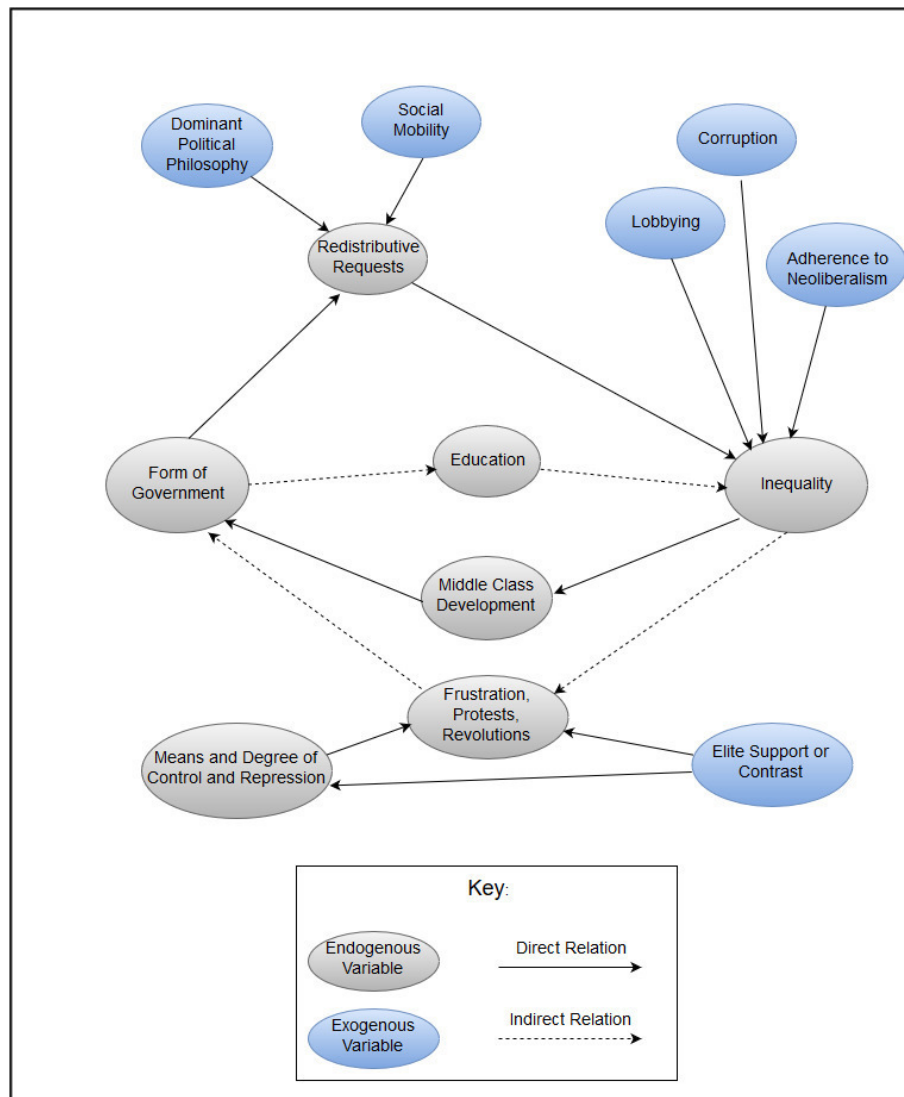 Dominant
Political
Philosophy
Social
Mobility
Corruption
Lobbying
Redistributive
Requests
Adherence to
Neoliberalism
Form of
Government
Education
Inequality
Middle Class
Development
Frustration,
Protests,
Revolutions
Means and Degree of
Control and Repression
Elite Support or
Contrast
Key:
Endogenous
Variable
Direct Relation
Exogenous
Variable
Indirect Relation